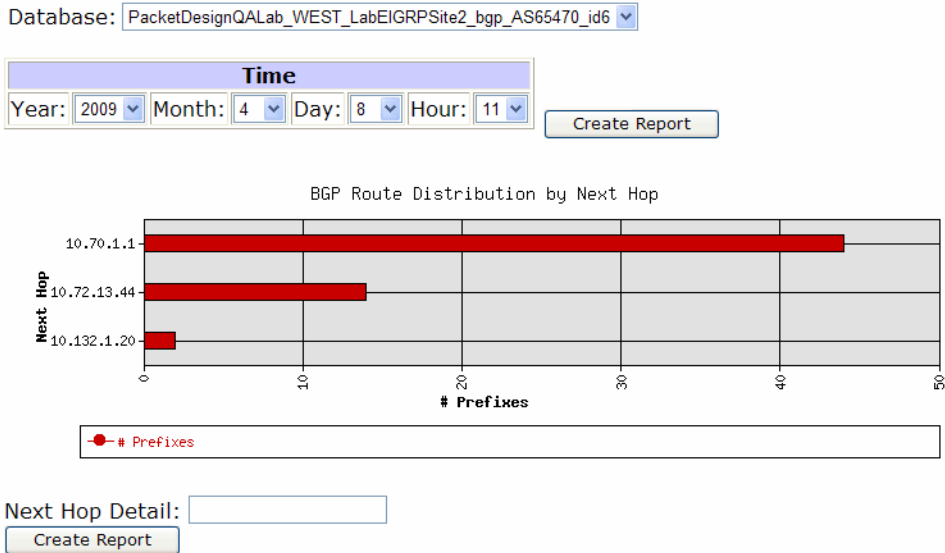 Database: PacketDesignQALab_WEST_LabEIGRPSite2_bgp_AS65470_id6
Time
Year: 2009 Month: 4 Day: 8 Hour: 11
Create Report
BGP Route Distribution by Next Hop
Next Hop
10.70.1.1
10.72.13.44
10.132.1.20
0 10 20 30 40 50
# Prefixes
# Prefixes
Next Hop Detail:
Create Report